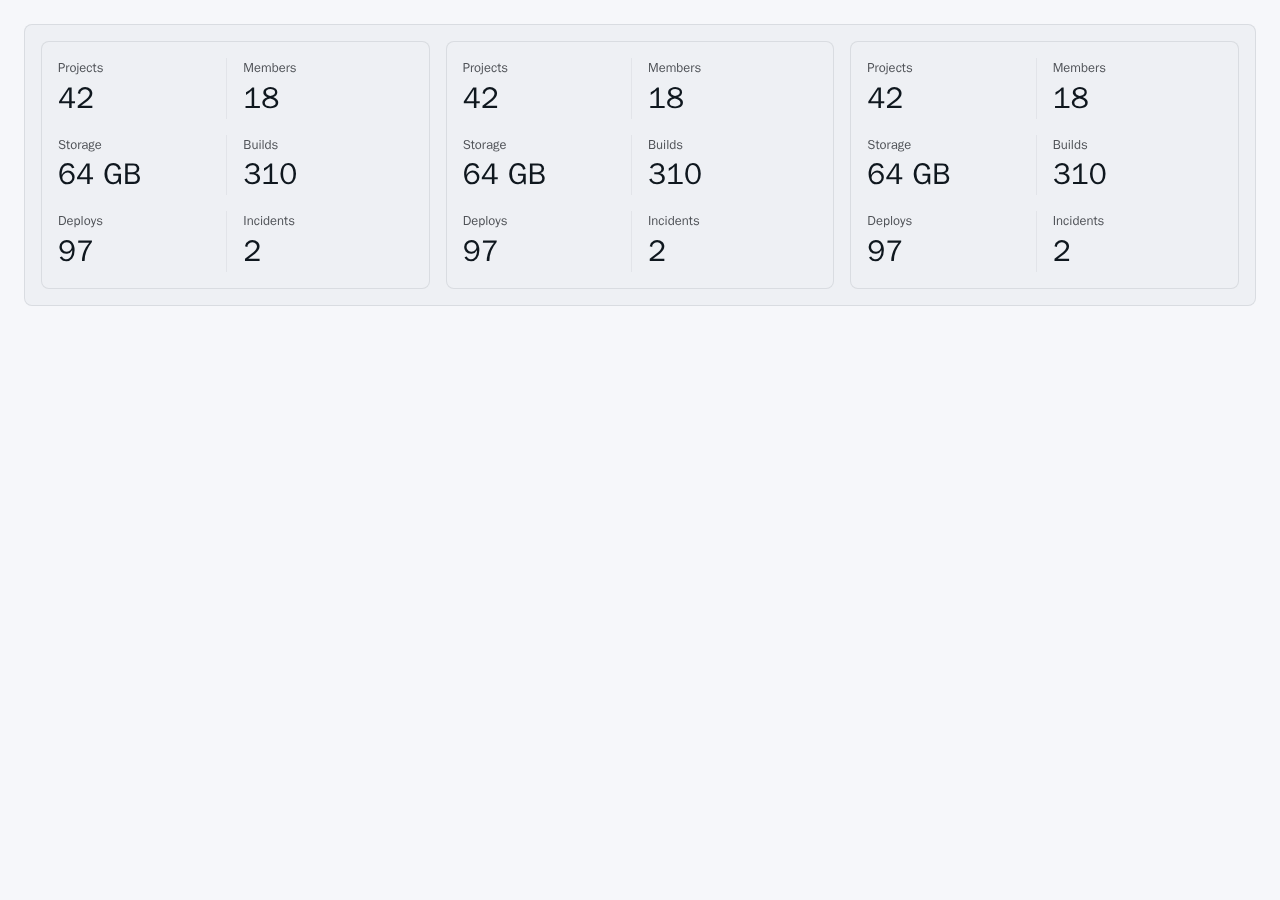 Projects
42
Members
18
Storage
64 GB
Builds
310
Deploys
97
Incidents
2
Projects
42
Members
18
Storage
64 GB
Builds
310
Deploys
97
Incidents
2
Projects
42
Members
18
Storage
64 GB
Builds
310
Deploys
97
Incidents
2